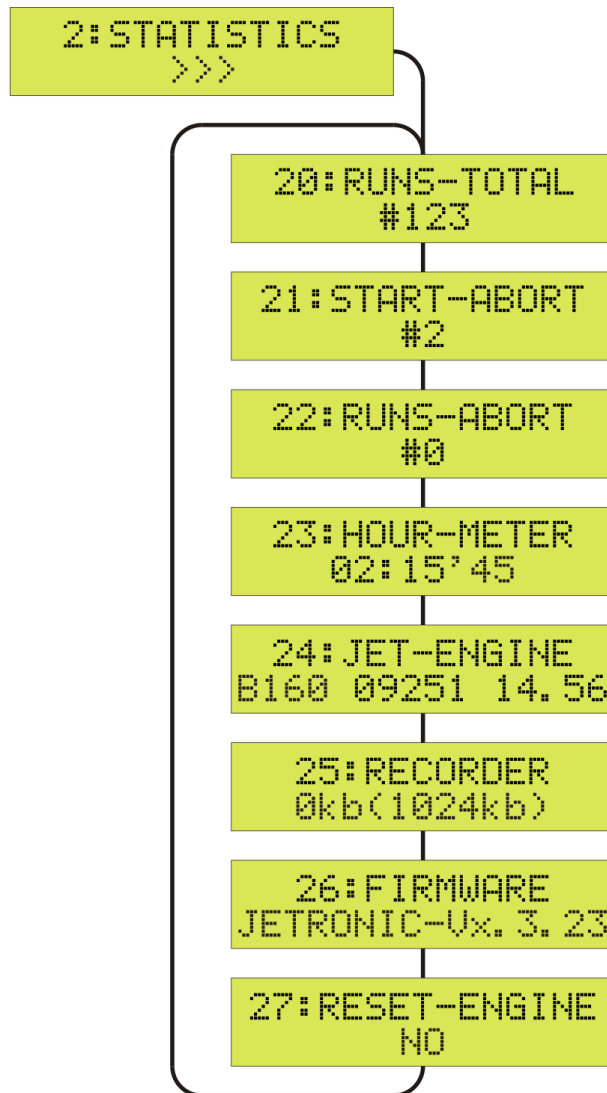 2:STATISTICS
>>>
20:RUNS-TOTAL
#123
21:START-ABORT
#2
22:RUNS-ABORT
#0
23:HOUR-METER
02:15'45
24:JET-ENGINE
B160 09251 14.56
25:RECORDER
0kb(1024kb)
26:FIRMWARE
JETRONIC-Vx.3.23
27:RESET-ENGINE
NO